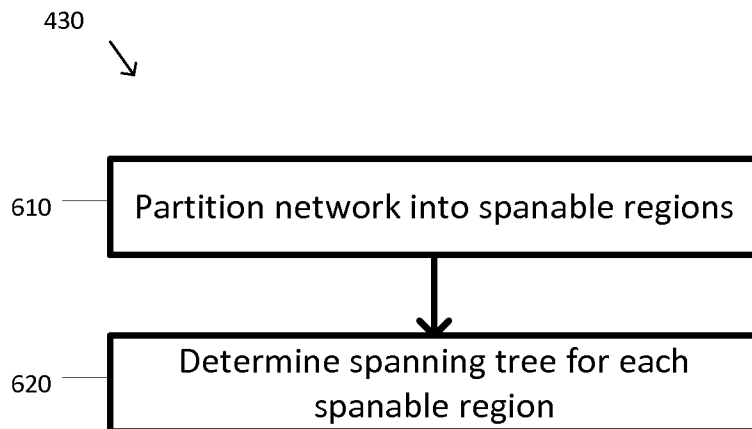 430
610
Partition network into spanable regions
620
Determine spanning tree for each
spanable region